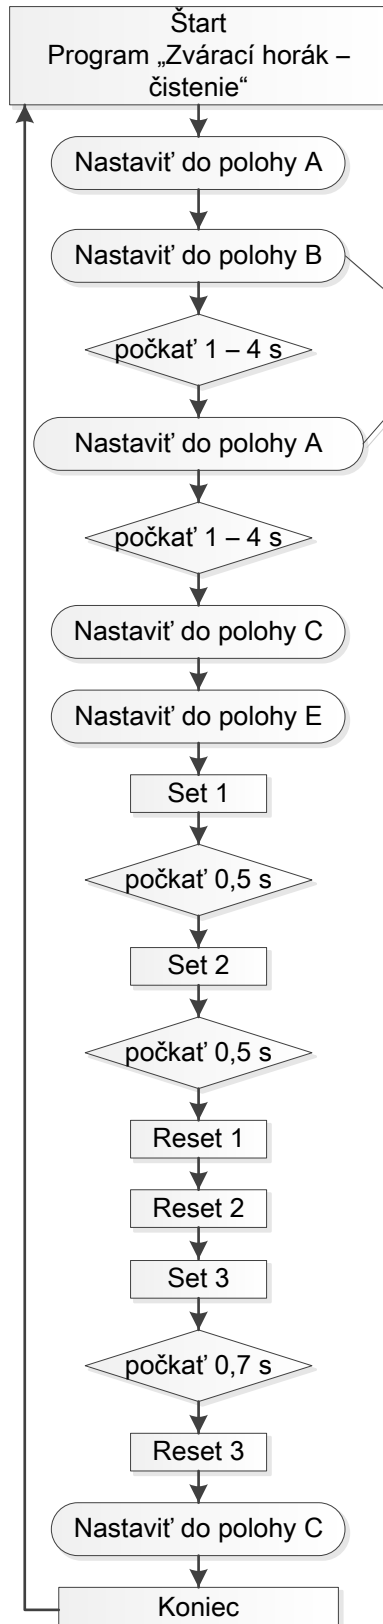 Štart
Program „Zvárací horák –
čistenie“
Nastaviť do polohy A
Nastaviť do polohy B
počkať 1 – 4 s
Nastaviť do polohy A
počkať 1 – 4 s
Nastaviť do polohy C
Nastaviť do polohy E
Set 1
počkať 0,5 s
Set 2
počkať 0,5 s
Reset 1
Reset 2
Set 3
počkať 0,7 s
Reset 3
Nastaviť do polohy C
Koniec